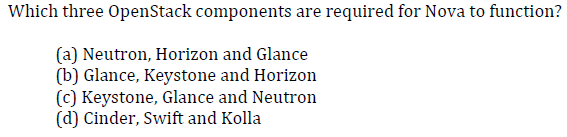 Which three OpenStack components are required for Nova to function?
(a) Neutron, Horizon and Glance
(b) Glance, Keystone and Horizon
(c) Keystone, Glance and Neutron
(d) Cinder, Swift and Kolla